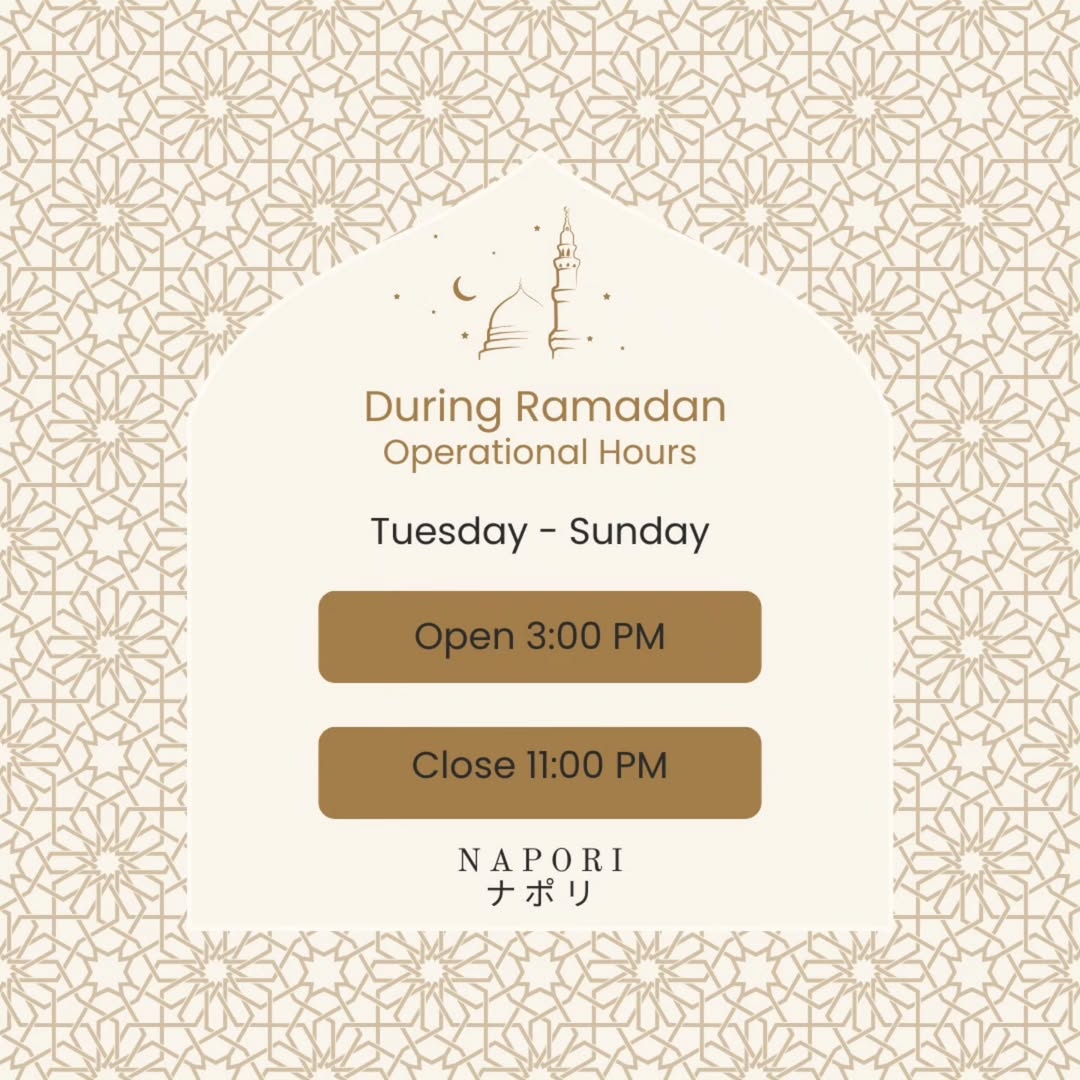 During Ramadan
Operational Hours
Tuesday - Sunday
Open 3:00 PM
Close 11:00 PM
NAPORI
ナポリ